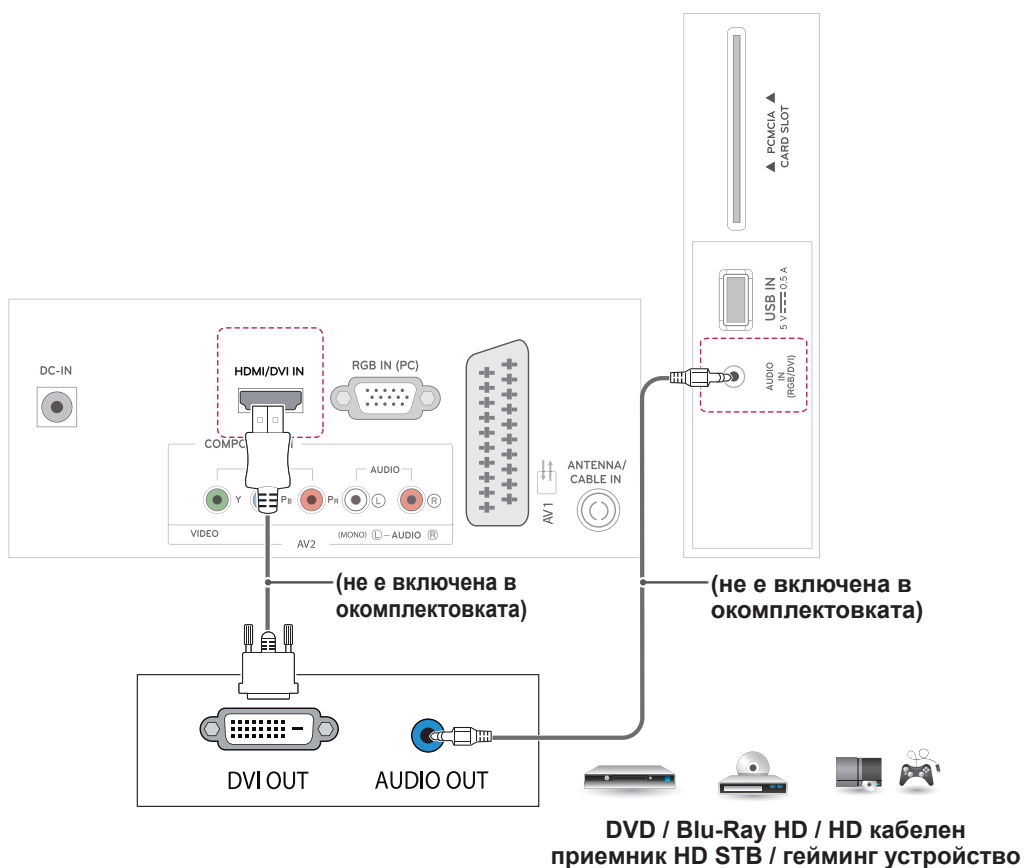 ▲ PCMCIA ▲
CARD SLOT
USB IN
5 V 0.5 A
AUDIO
IN
(RGB/DVI)
DC-IN
HDMI/DVI IN
RGB IN (PC)
AUDIO
Y
PB
PR
L
R
VIDEO
AV2
(MONO) L – AUDIO R
AV1
ANTENNA/
CABLE IN
(не е включена в
окомплектовката)
(не е включена в
окомплектовката)
DVI OUT
AUDIO OUT
DVD / Blu-Ray HD / HD кабелен
приемник HD STB / гейминг устройство